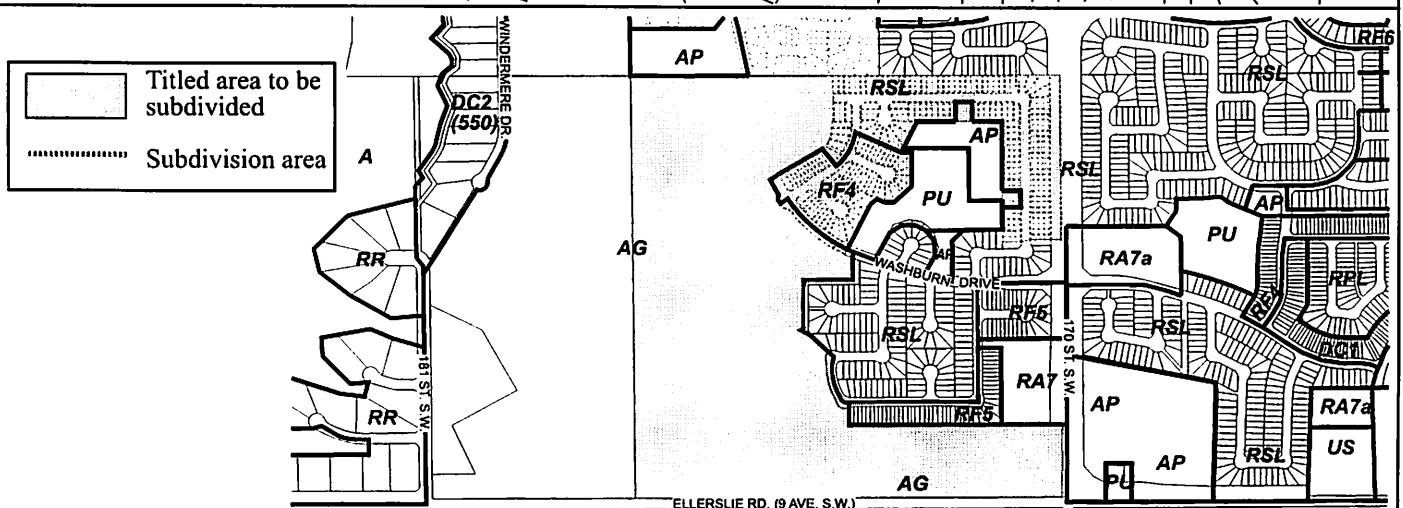 Titled area to be
subdivided
Subdivision area
A
DC2
(550)
WINDERMERE DR
AP
RSL
RSL
RF6
AP
RSL
RF4
PU
AP
PU
RR
AG
AP
WASHBURN DRIVE
RA7a
RF4
RPL
RSL
RF5
RSL
DC1
181 ST. S.W.
170 ST. S.W.
RR
RA7
AP
RF5
RA7a
US
RSL
AP
PU
AG
ELLERSLIE RD. (9 AVE. S.W.)